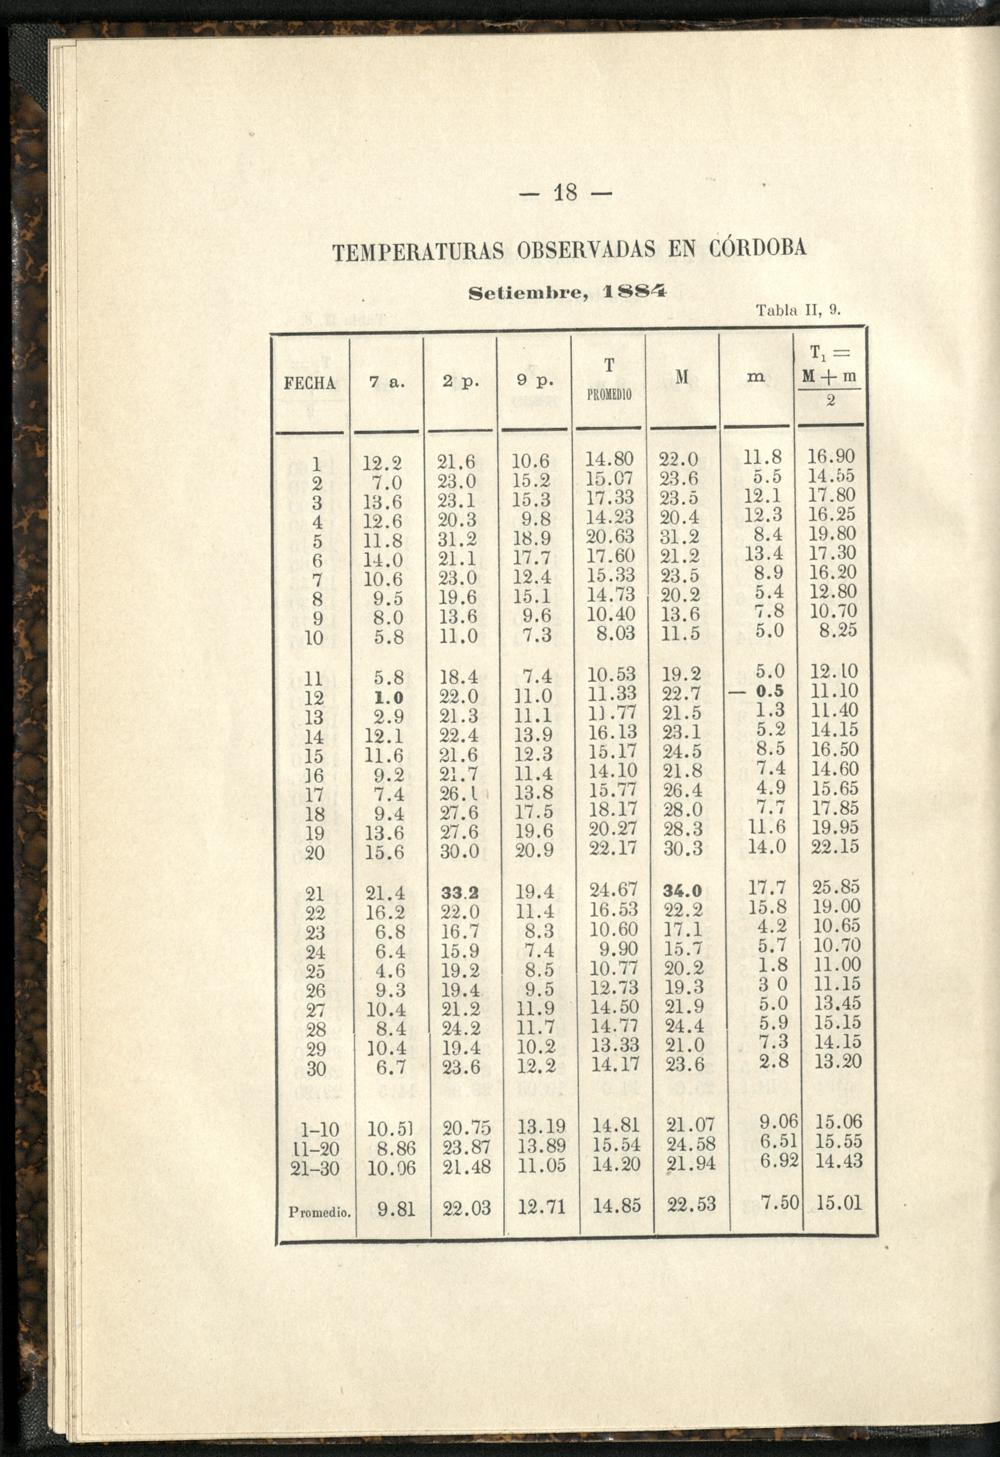 — 18 —
TEMPERATURAS OBSERVADAS EN CÓRDOBA
Setiembre, 1884
Tabla II, 9.
FECHA 7 a. 2 p. 9 p. T PROMEDIO M m T₁ = M + m / 2
1 12.2 21.6 10.6 14.80 22.0 11.8 16.90
2 7.0 23.0 15.2 15.07 23.6 5.5 14.55
3 13.6 23.1 15.3 17.33 23.5 12.1 17.80
4 12.6 20.3 9.8 14.23 20.4 12.3 16.25
5 11.8 31.2 18.9 20.63 31.2 8.4 19.80
6 14.0 21.1 17.7 17.60 21.2 13.4 17.30
7 10.6 23.0 12.4 15.33 23.5 8.9 16.20
8 9.5 19.6 15.1 14.73 20.2 5.4 12.80
9 8.0 13.6 9.6 10.40 13.6 7.8 10.70
10 5.8 11.0 7.3 8.03 11.5 5.0 8.25
11 5.8 18.4 7.4 10.53 19.2 5.0 12.10
12 1.0 22.0 11.0 11.33 22.7 — 0.5 11.10
13 2.9 21.3 11.1 11.77 21.5 1.3 11.40
14 12.1 22.4 13.9 16.13 23.1 5.2 14.15
15 11.6 21.6 12.3 15.17 24.5 8.5 16.50
16 9.2 21.7 11.4 14.10 21.8 7.4 14.60
17 7.4 26.1 13.8 15.77 26.4 4.9 15.65
18 9.4 27.6 17.5 18.17 28.0 7.7 17.85
19 13.6 27.6 19.6 20.27 28.3 11.6 19.95
20 15.6 30.0 20.9 22.17 30.3 14.0 22.15
21 21.4 33.2 19.4 24.67 34.0 17.7 25.85
22 16.2 22.0 11.4 16.53 22.2 15.8 19.00
23 6.8 16.7 8.3 10.60 17.1 4.2 10.65
24 6.4 15.9 7.4 9.90 15.7 5.7 10.70
25 4.6 19.2 8.5 10.77 20.2 1.8 11.00
26 9.3 19.4 9.5 12.73 19.3 3 0 11.15
27 10.4 21.2 11.9 14.50 21.9 5.0 13.45
28 8.4 24.2 11.7 14.77 24.4 5.9 15.15
29 10.4 19.4 10.2 13.33 21.0 7.3 14.15
30 6.7 23.6 12.2 14.17 23.6 2.8 13.20
1-10 10.51 20.75 13.19 14.81 21.07 9.06 15.06
11-20 8.86 23.87 13.89 15.54 24.58 6.51 15.55
21-30 10.06 21.48 11.05 14.20 21.94 6.92 14.43
Promedio. 9.81 22.03 12.71 14.85 22.53 7.50 15.01